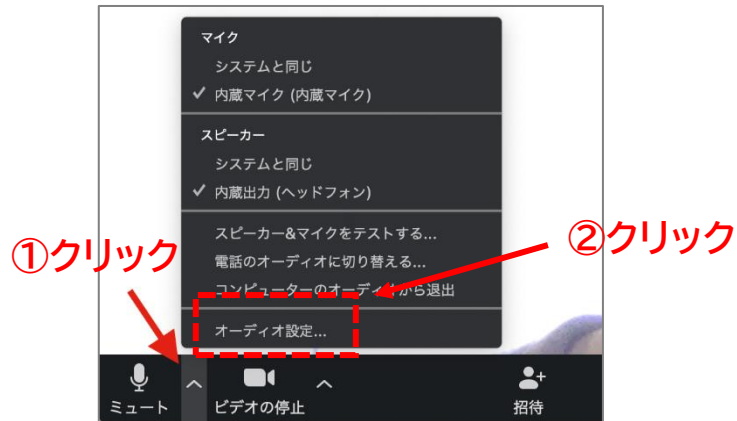 マイク
システムと同じ
✓ 内蔵マイク (内蔵マイク)
スピーカー
システムと同じ
✓ 内蔵出力 (ヘッドフォン)
スピーカー&マイクをテストする...
①クリック
②クリック
電話のオーディオに切り替える...
コンピューターのオーディオから退出
オーディオ設定...
ミュート
ビデオの停止
招待